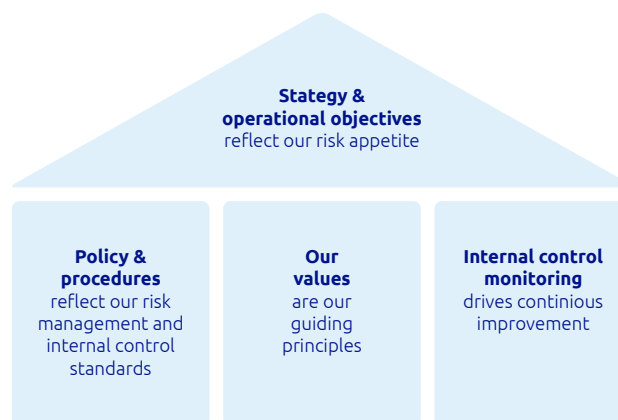 Stategy &
operational objectives
reflect our risk appetite
Policy &
procedures
reflect our risk
management and
internal control
standards
Our
values
are our
guiding
principles
Internal control
monitoring
drives continious
improvement